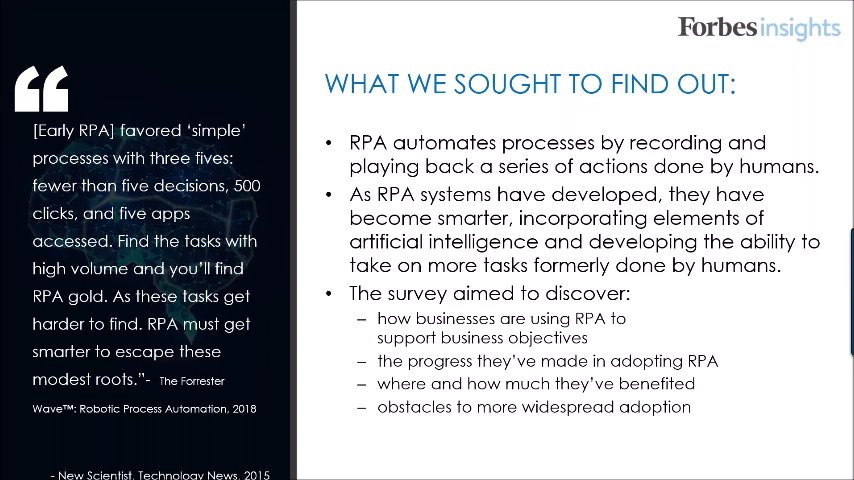 Forbes insights
“
[Early RPA] favored ‘simple’
processes with three fives:
fewer than five decisions, 500
clicks, and five apps
accessed. Find the tasks with
high volume and you’ll find
RPA gold. As these tasks get
harder to find. RPA must get
smarter to escape these
modest roots.”- The Forrester
Wave™: Robotic Process Automation, 2018
- New Scientist, Technology News, 2015
WHAT WE SOUGHT TO FIND OUT:
• RPA automates processes by recording and
playing back a series of actions done by humans.
• As RPA systems have developed, they have
become smarter, incorporating elements of
artificial intelligence and developing the ability to
take on more tasks formerly done by humans.
• The survey aimed to discover:
– how businesses are using RPA to
support business objectives
– the progress they’ve made in adopting RPA
– where and how much they’ve benefited
– obstacles to more widespread adoption